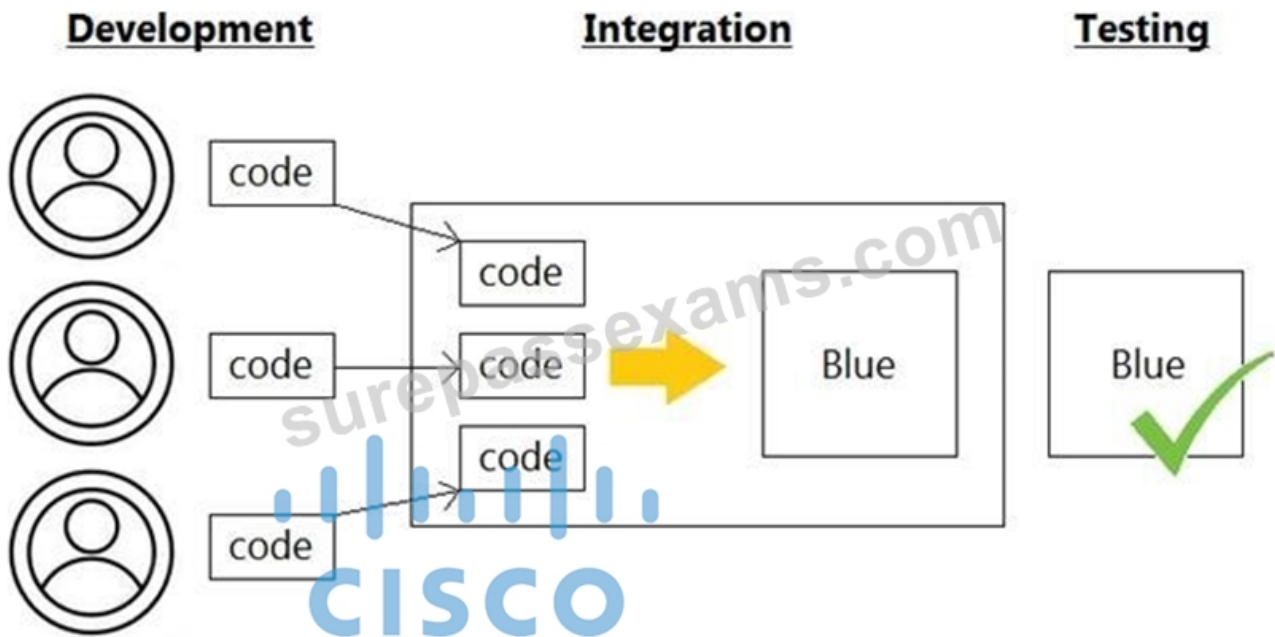 Development
Integration
Testing
code
code
code
code
code
code
Blue
Blue
surepassexams.com
CISCO